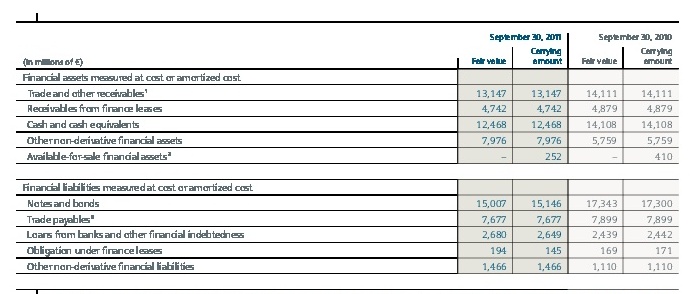 September 30, 2011 September 30, 2010
(in millions of €) Fair value Carrying amount Fair value Carrying amount
Financial assets measured at cost or amortized cost
Trade and other receivables¹ 13,147 13,147 14,111 14,111
Receivables from finance leases 4,742 4,742 4,879 4,879
Cash and cash equivalents 12,468 12,468 14,108 14,108
Other non-derivative financial assets 7,976 7,976 5,759 5,759
Available-for-sale financial assets² – 252 – 410
Financial liabilities measured at cost or amortized cost
Notes and bonds 15,007 15,146 17,343 17,300
Trade payables³ 7,677 7,677 7,899 7,899
Loans from banks and other financial indebtedness 2,680 2,649 2,439 2,442
Obligation under finance leases 194 145 169 171
Other non-derivative financial liabilities 1,466 1,466 1,110 1,110